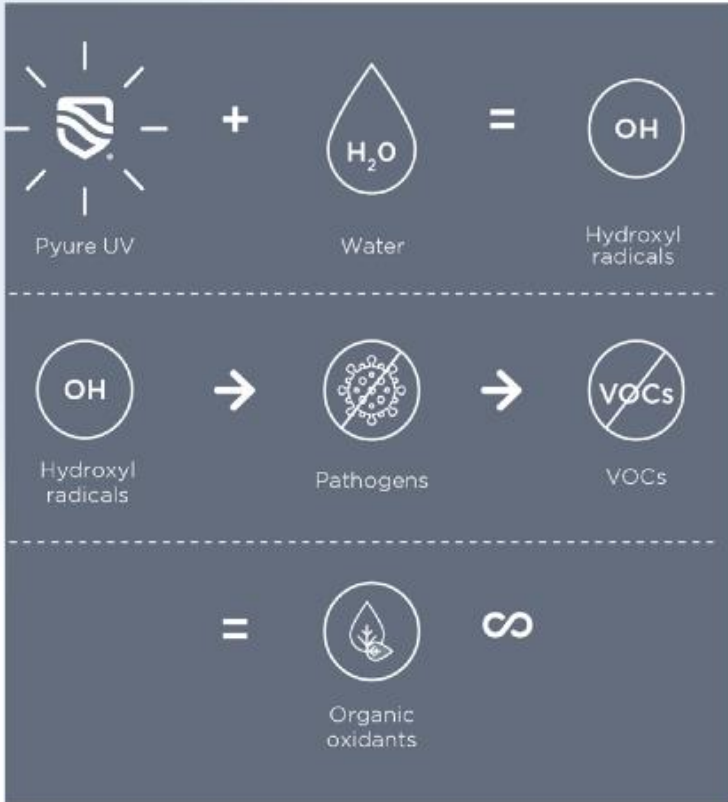 + H₂O = OH
Pyure UV Water Hydroxyl
radicals
OH → → VOCs
Hydroxyl
radicals Pathogens VOCs
= ∞
Organic
oxidants